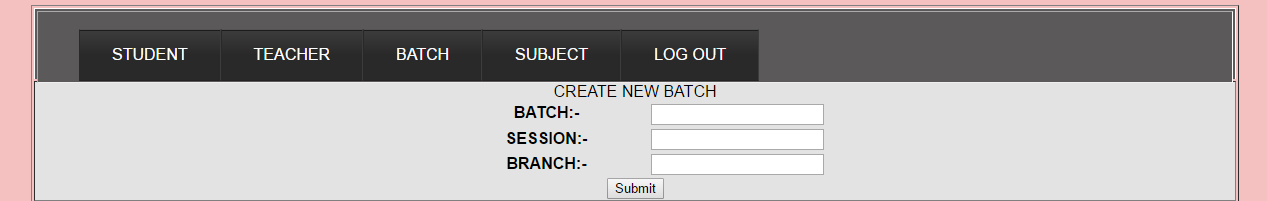 STUDENT TEACHER BATCH SUBJECT LOG OUT
CREATE NEW BATCH
BATCH:-
SESSION:-
BRANCH:-
Submit